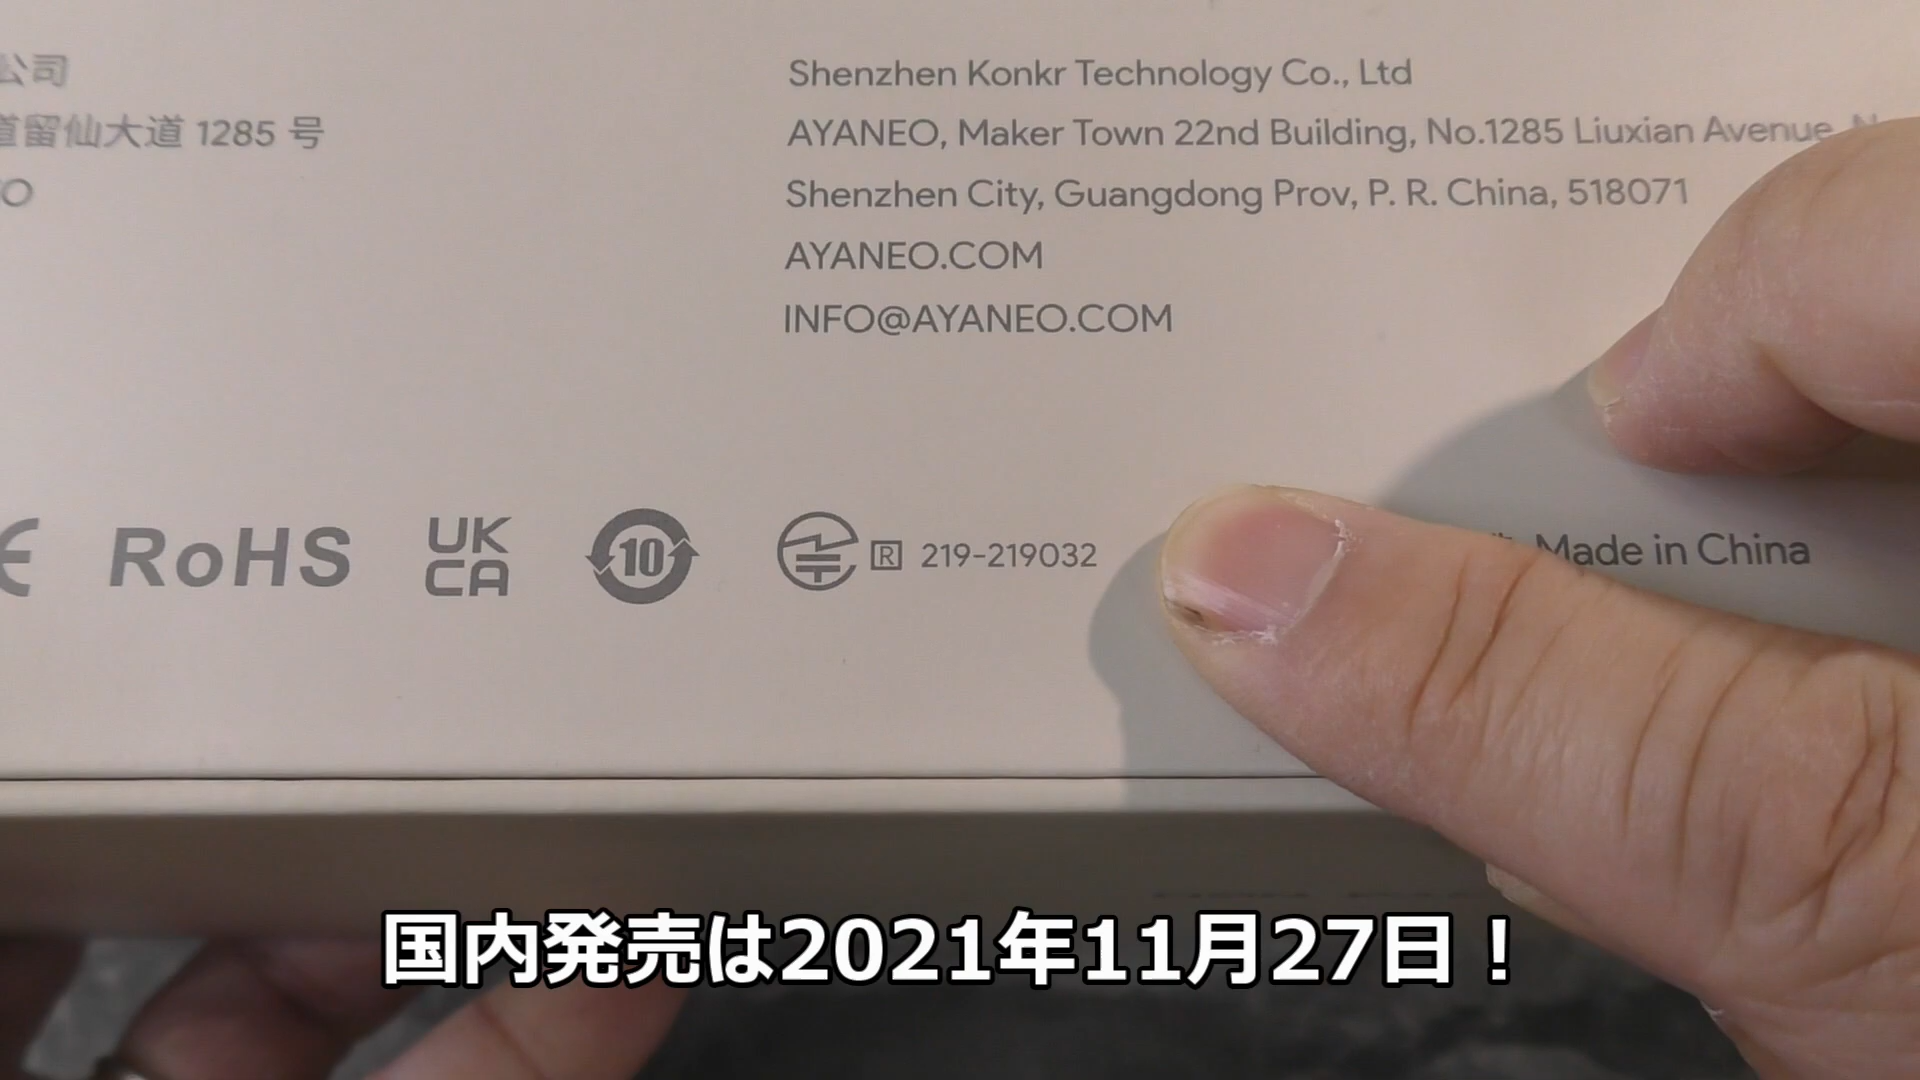 公司
道留仙大道 1285 号
Shenzhen Konkr Technology Co., Ltd
AYANEO, Maker Town 22nd Building, No.1285 Liuxian Avenue, N
Shenzhen City, Guangdong Prov, P. R. China, 518071
AYANEO.COM
INFO@AYANEO.COM
CE RoHS UK CA 10 R 219-219032 Made in China
国内発売は2021年11月27日！